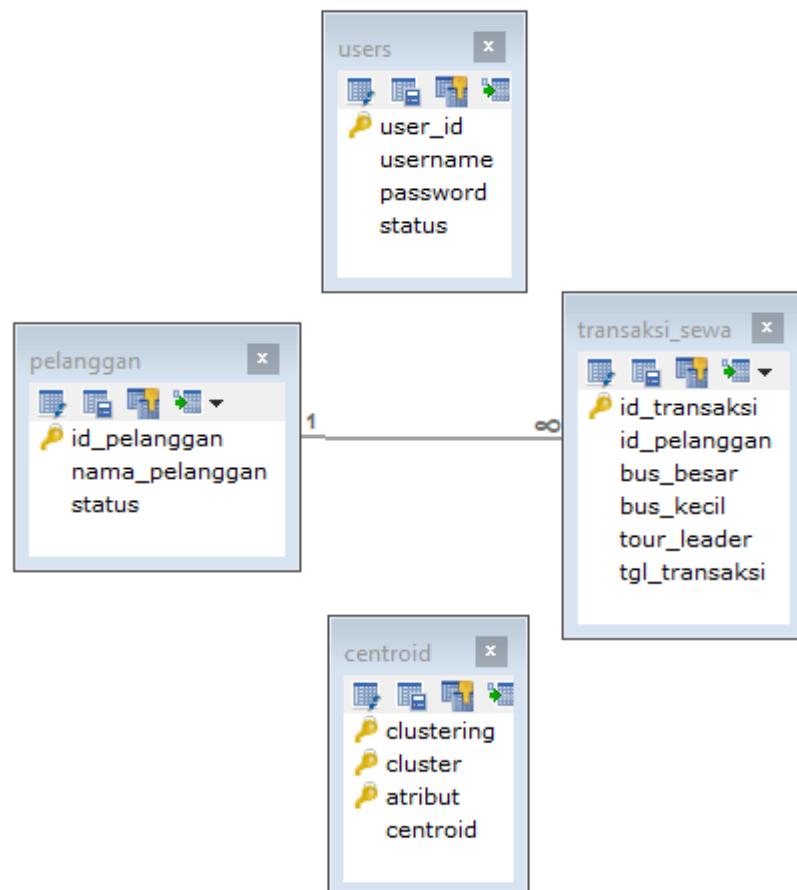 users
user_id
username
password
status
pelanggan
id_pelanggan
nama_pelanggan
status
1
∞
transaksi_sewa
id_transaksi
id_pelanggan
bus_besar
bus_kecil
tour_leader
tgl_transaksi
centroid
clustering
cluster
atribut
centroid